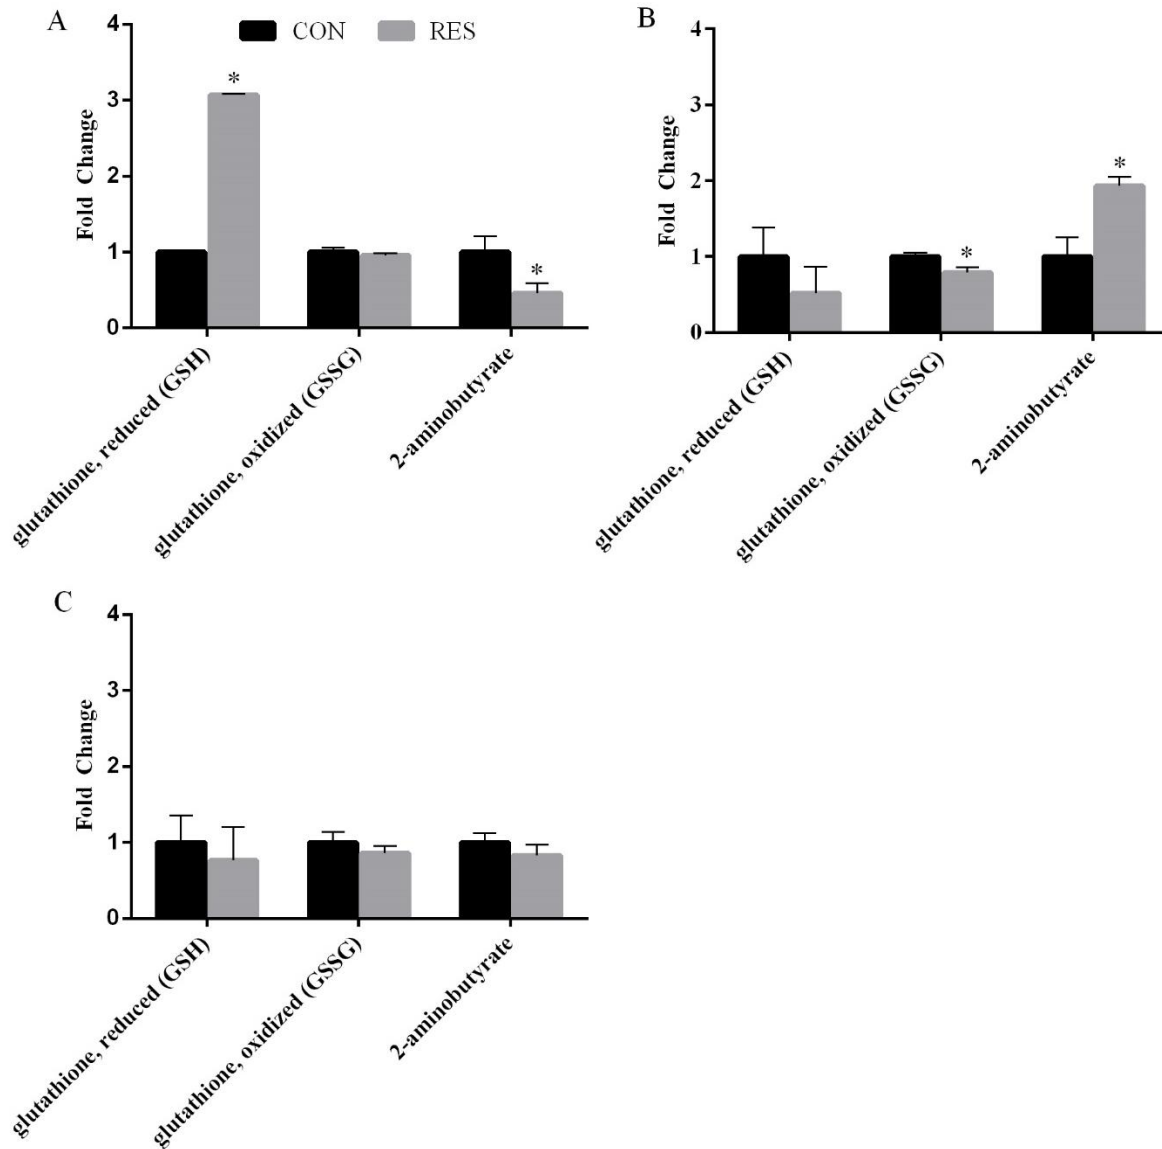 A
CON RES
Fold Change
4
3
2
1
0
*
*
glutathione, reduced (GSH)
glutathione, oxidized (GSSG)
2-aminobutyrate
B
Fold Change
4
3
2
1
0
*
*
glutathione, reduced (GSH)
glutathione, oxidized (GSSG)
2-aminobutyrate
C
Fold Change
4
3
2
1
0
glutathione, reduced (GSH)
glutathione, oxidized (GSSG)
2-aminobutyrate